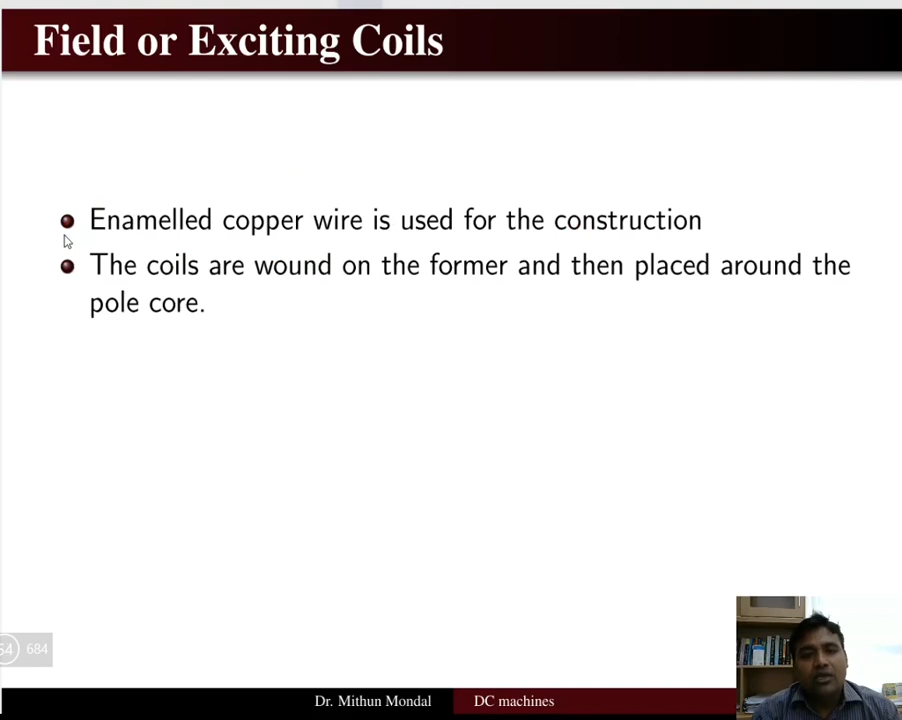 Field or Exciting Coils
Enamelled copper wire is used for the construction
The coils are wound on the former and then placed around the
pole core.
54 684
Dr. Mithun Mondal DC machines